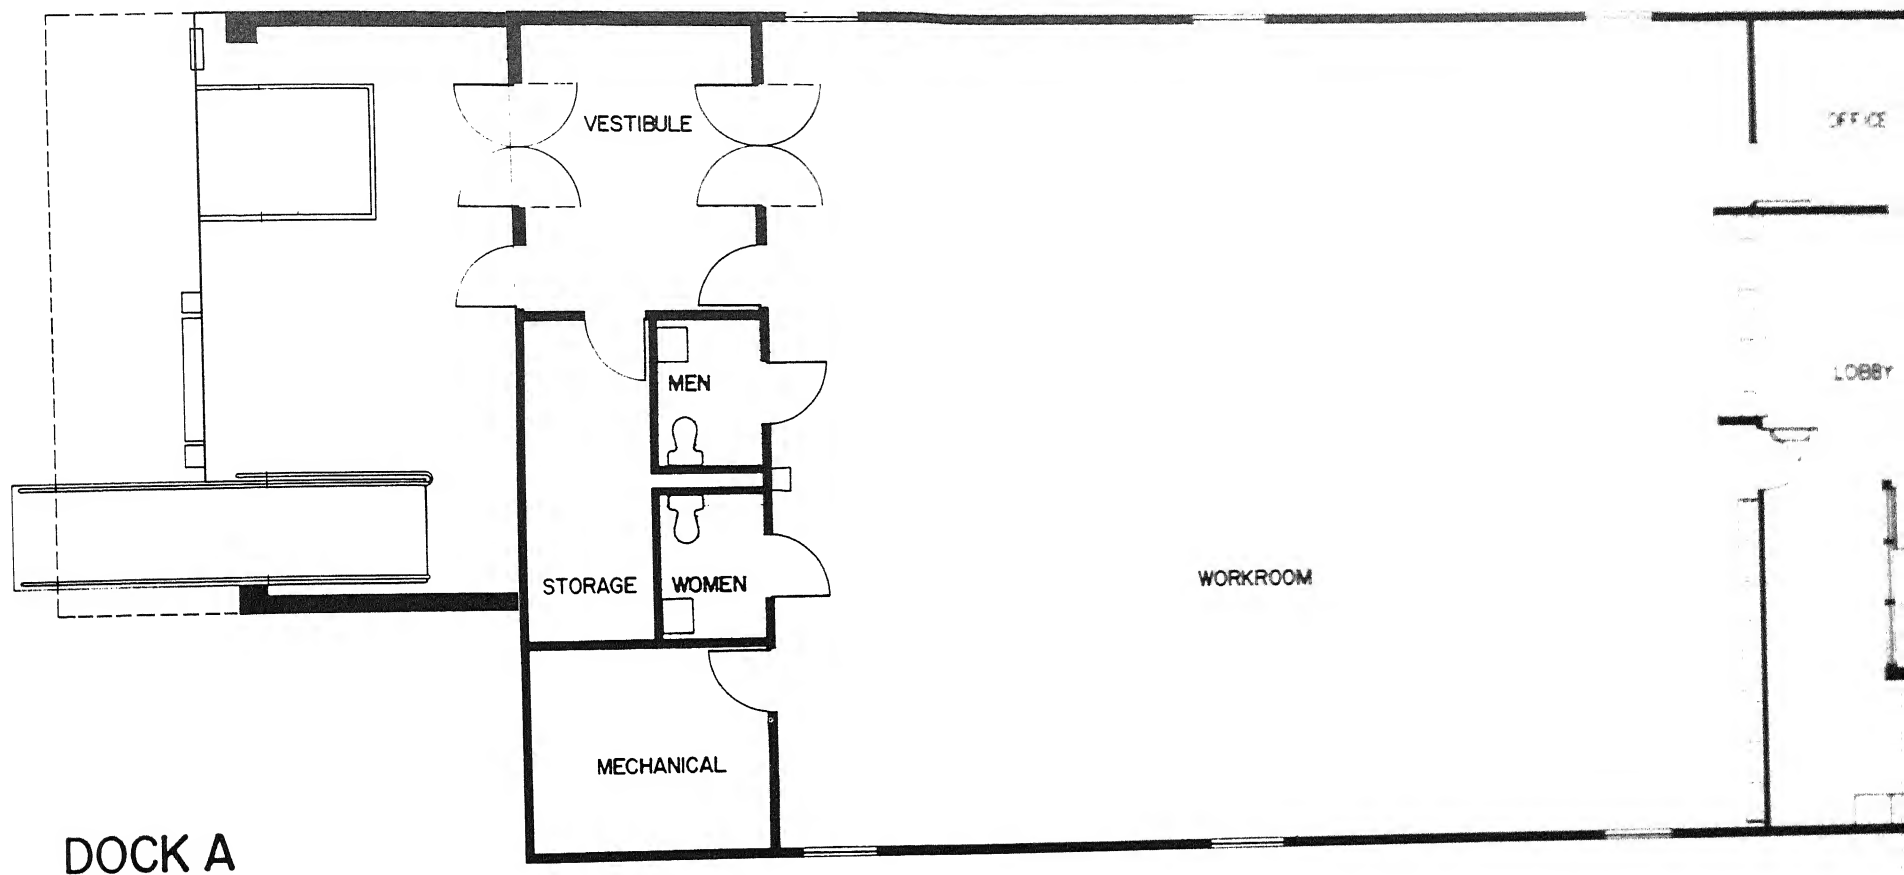 VESTIBULE
OFFICE
LOBBY
MEN
STORAGE
WOMEN
WORKROOM
MECHANICAL
DOCK A